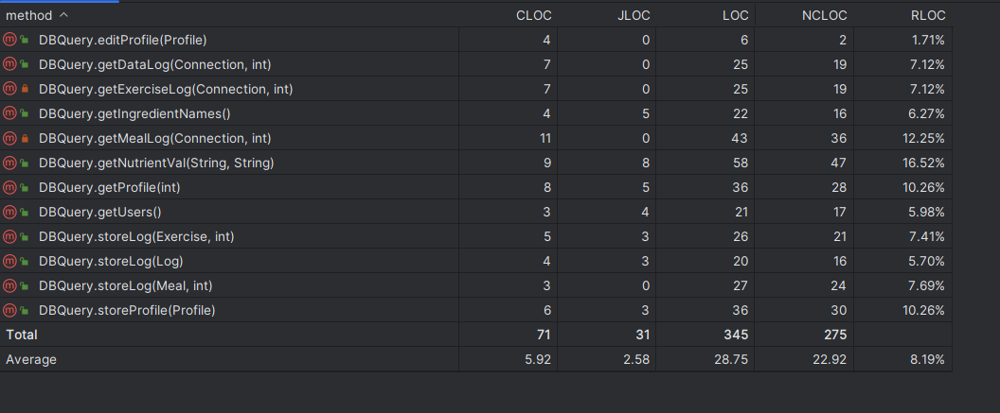 method CLOC JLOC LOC NCLOC RLOC
m DBQuery.editProfile(Profile) 4 0 6 2 1.71%
m DBQuery.getDataLog(Connection, int) 7 0 25 19 7.12%
m DBQuery.getExerciseLog(Connection, int) 7 0 25 19 7.12%
m DBQuery.getIngredientNames() 4 5 22 16 6.27%
m DBQuery.getMealLog(Connection, int) 11 0 43 36 12.25%
m DBQuery.getNutrientVal(String, String) 9 8 58 47 16.52%
m DBQuery.getProfile(int) 8 5 36 28 10.26%
m DBQuery.getUsers() 3 4 21 17 5.98%
m DBQuery.storeLog(Exercise, int) 5 3 26 21 7.41%
m DBQuery.storeLog(Log) 4 3 20 16 5.70%
m DBQuery.storeLog(Meal, int) 3 0 27 24 7.69%
m DBQuery.storeProfile(Profile) 6 3 36 30 10.26%
Total 71 31 345 275
Average 5.92 2.58 28.75 22.92 8.19%